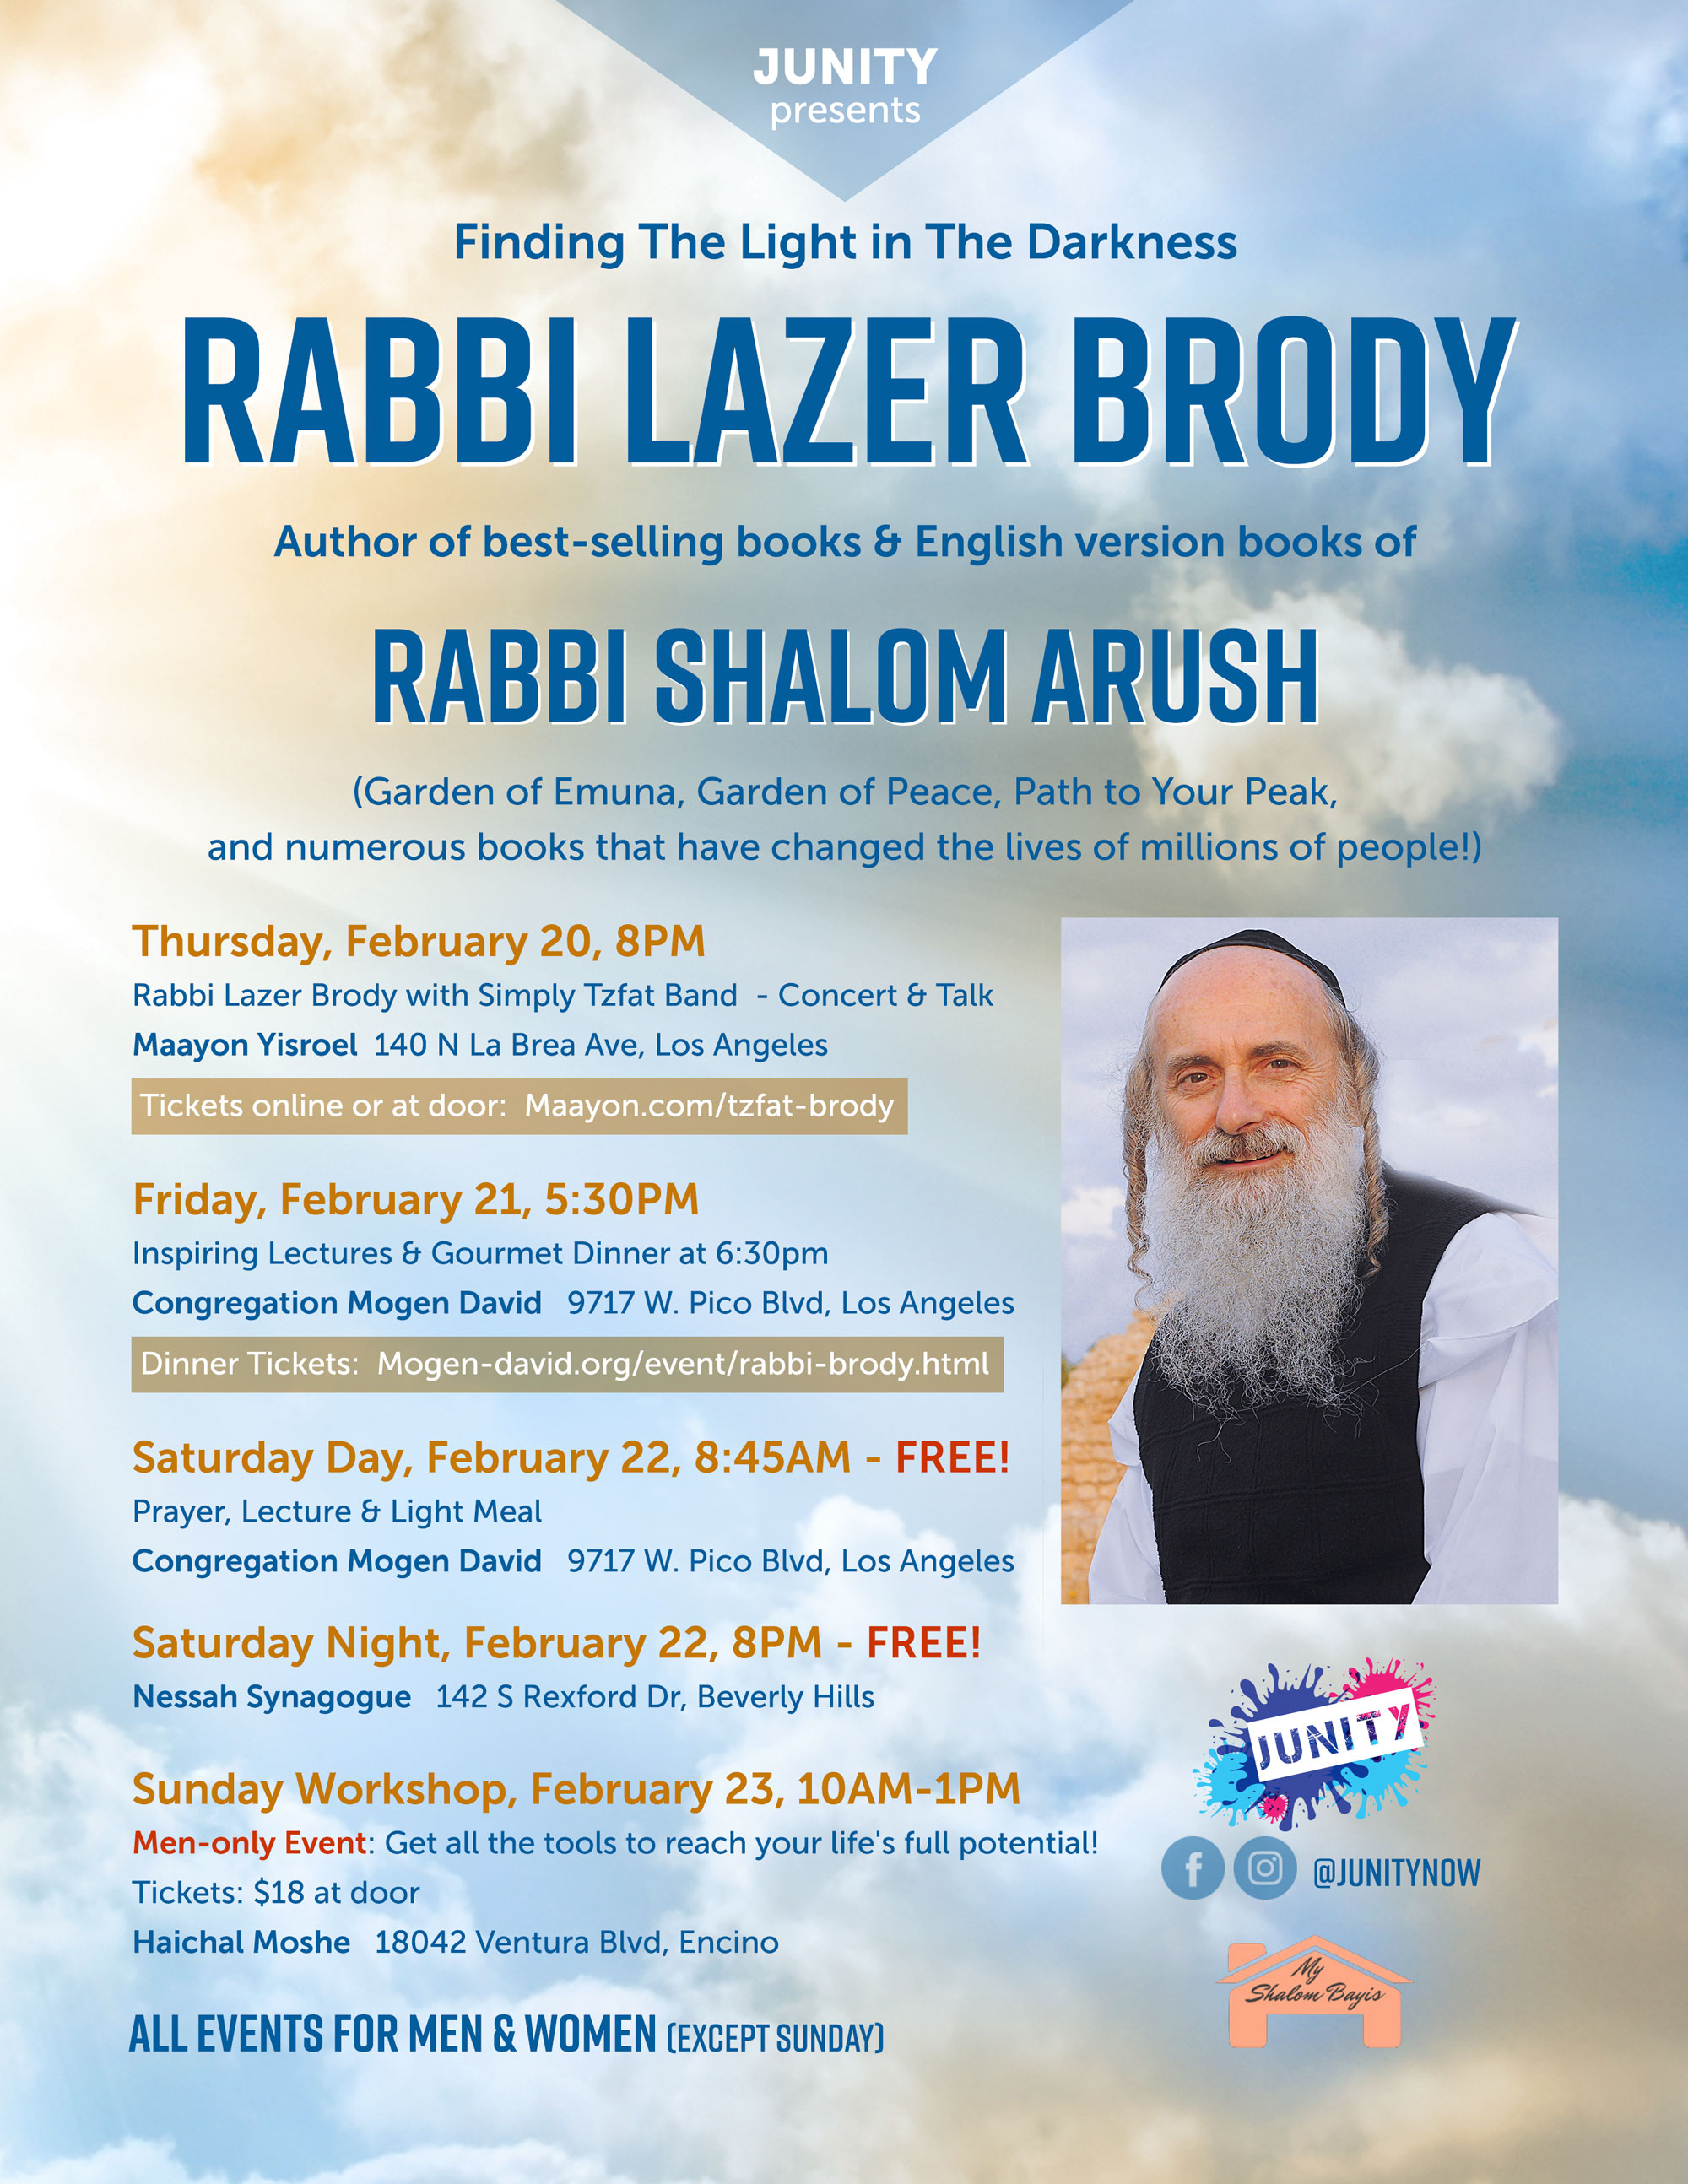 JUNITY
presents
Finding The Light in The Darkness
RABBI LAZER BRODY
Author of best-selling books & English version books of
RABBI SHALOM ARUSH
(Garden of Emuna, Garden of Peace, Path to Your Peak,
and numerous books that have changed the lives of millions of people!)
Thursday, February 20, 8PM
Rabbi Lazer Brody with Simply Tzfat Band - Concert & Talk
Maayon Yisroel 140 N La Brea Ave, Los Angeles
Tickets online or at door: Maayon.com/tzfat-brody
Friday, February 21, 5:30PM
Inspiring Lectures & Gourmet Dinner at 6:30pm
Congregation Mogen David 9717 W. Pico Blvd, Los Angeles
Dinner Tickets: Mogen-david.org/event/rabbi-brody.html
Saturday Day, February 22, 8:45AM - FREE!
Prayer, Lecture & Light Meal
Congregation Mogen David 9717 W. Pico Blvd, Los Angeles
Saturday Night, February 22, 8PM - FREE!
Nessah Synagogue 142 S Rexford Dr, Beverly Hills
Sunday Workshop, February 23, 10AM-1PM
Men-only Event: Get all the tools to reach your life's full potential!
Tickets: $18 at door
Haichal Moshe 18042 Ventura Blvd, Encino
ALL EVENTS FOR MEN & WOMEN (EXCEPT SUNDAY)
JUNITY
@JUNITYNOW
My
Shalom Bayis